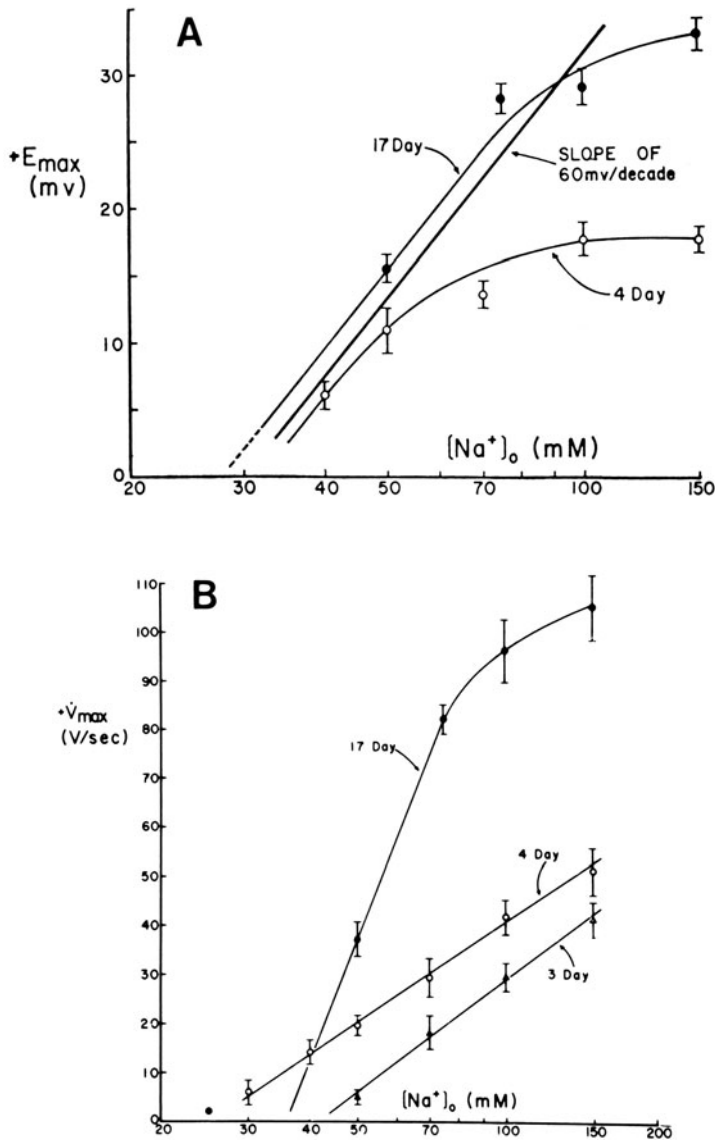 A
30
20
10
0
+Emax
(mv)
17 Day
SLOPE OF
60mv/decade
4 Day
[Na+]o (mM)
20 30 40 50 70 100 150
B
110
100
90
80
70
60
50
40
30
20
10
0
+V̇max
(V/sec)
17 Day
4 Day
3 Day
[Na+]o (mM)
20 30 40 50 70 100 150 200